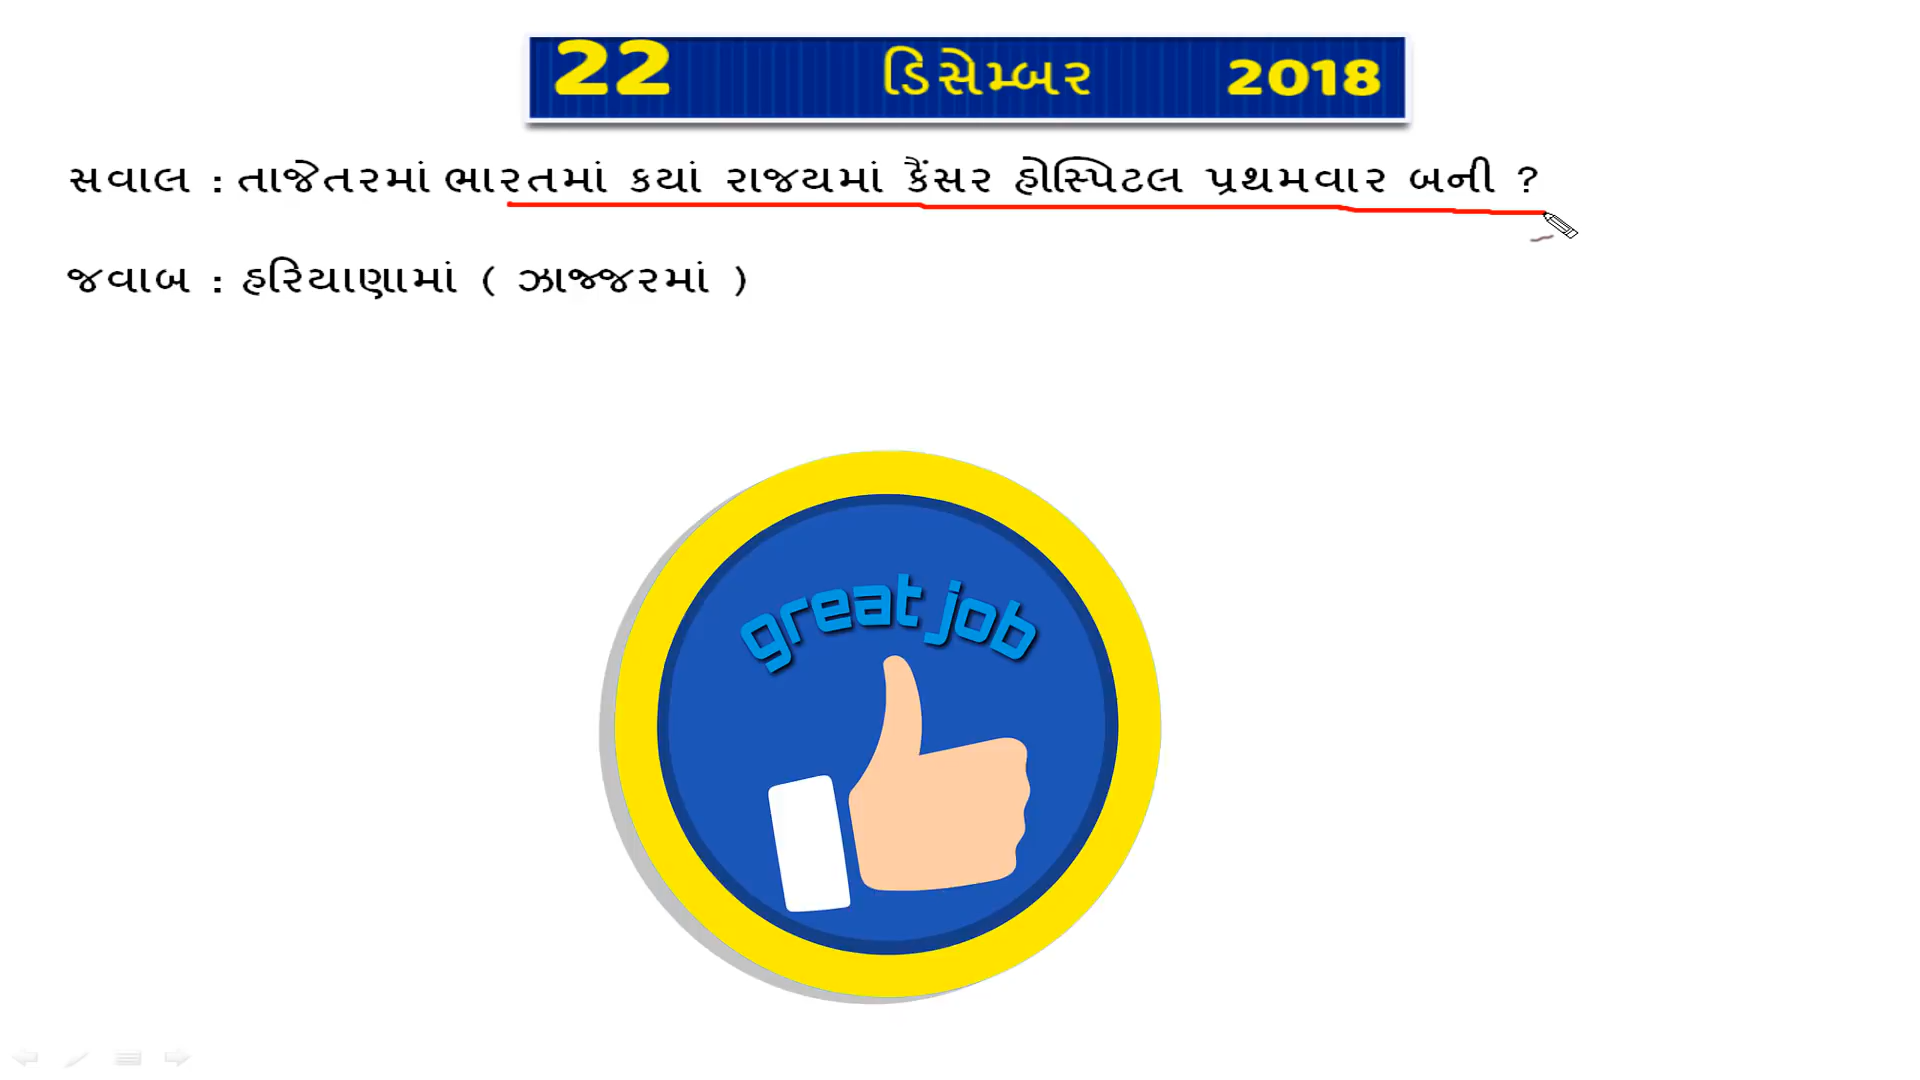 22 ડિસેમ્બર 2018
સવાલ : તાજેતરમાં ભારતમાં કયાં રાજયમાં કેંસર હોસ્પિટલ પ્રથમવાર બની ?
જવાબ : હરિયાણામાં ( ઝાજ્જરમાં )
great job